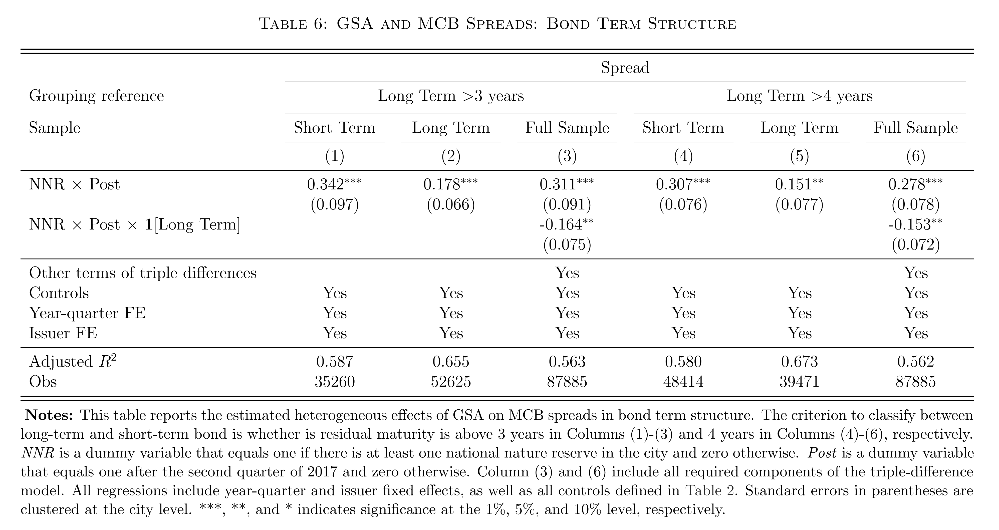 TABLE 6: GSA AND MCB SPREADS: BOND TERM STRUCTURE
Spread
Grouping reference Long Term >3 years Long Term >4 years
Sample Short Term Long Term Full Sample Short Term Long Term Full Sample
(1) (2) (3) (4) (5) (6)
NNR × Post 0.342*** 0.178*** 0.311*** 0.307*** 0.151** 0.278***
(0.097) (0.066) (0.091) (0.076) (0.077) (0.078)
NNR × Post × 1[Long Term] -0.164** -0.153**
(0.075) (0.072)
Other terms of triple differences Yes Yes
Controls Yes Yes Yes Yes Yes Yes
Year-quarter FE Yes Yes Yes Yes Yes Yes
Issuer FE Yes Yes Yes Yes Yes Yes
Adjusted R² 0.587 0.655 0.563 0.580 0.673 0.562
Obs 35260 52625 87885 48414 39471 87885
Notes: This table reports the estimated heterogeneous effects of GSA on MCB spreads in bond term structure. The criterion to classify between
long-term and short-term bond is whether is residual maturity is above 3 years in Columns (1)-(3) and 4 years in Columns (4)-(6), respectively.
NNR is a dummy variable that equals one if there is at least one national nature reserve in the city and zero otherwise. Post is a dummy variable
that equals one after the second quarter of 2017 and zero otherwise. Column (3) and (6) include all required components of the triple-difference
model. All regressions include year-quarter and issuer fixed effects, as well as all controls defined in Table 2. Standard errors in parentheses are
clustered at the city level. ***, **, and * indicates significance at the 1%, 5%, and 10% level, respectively.